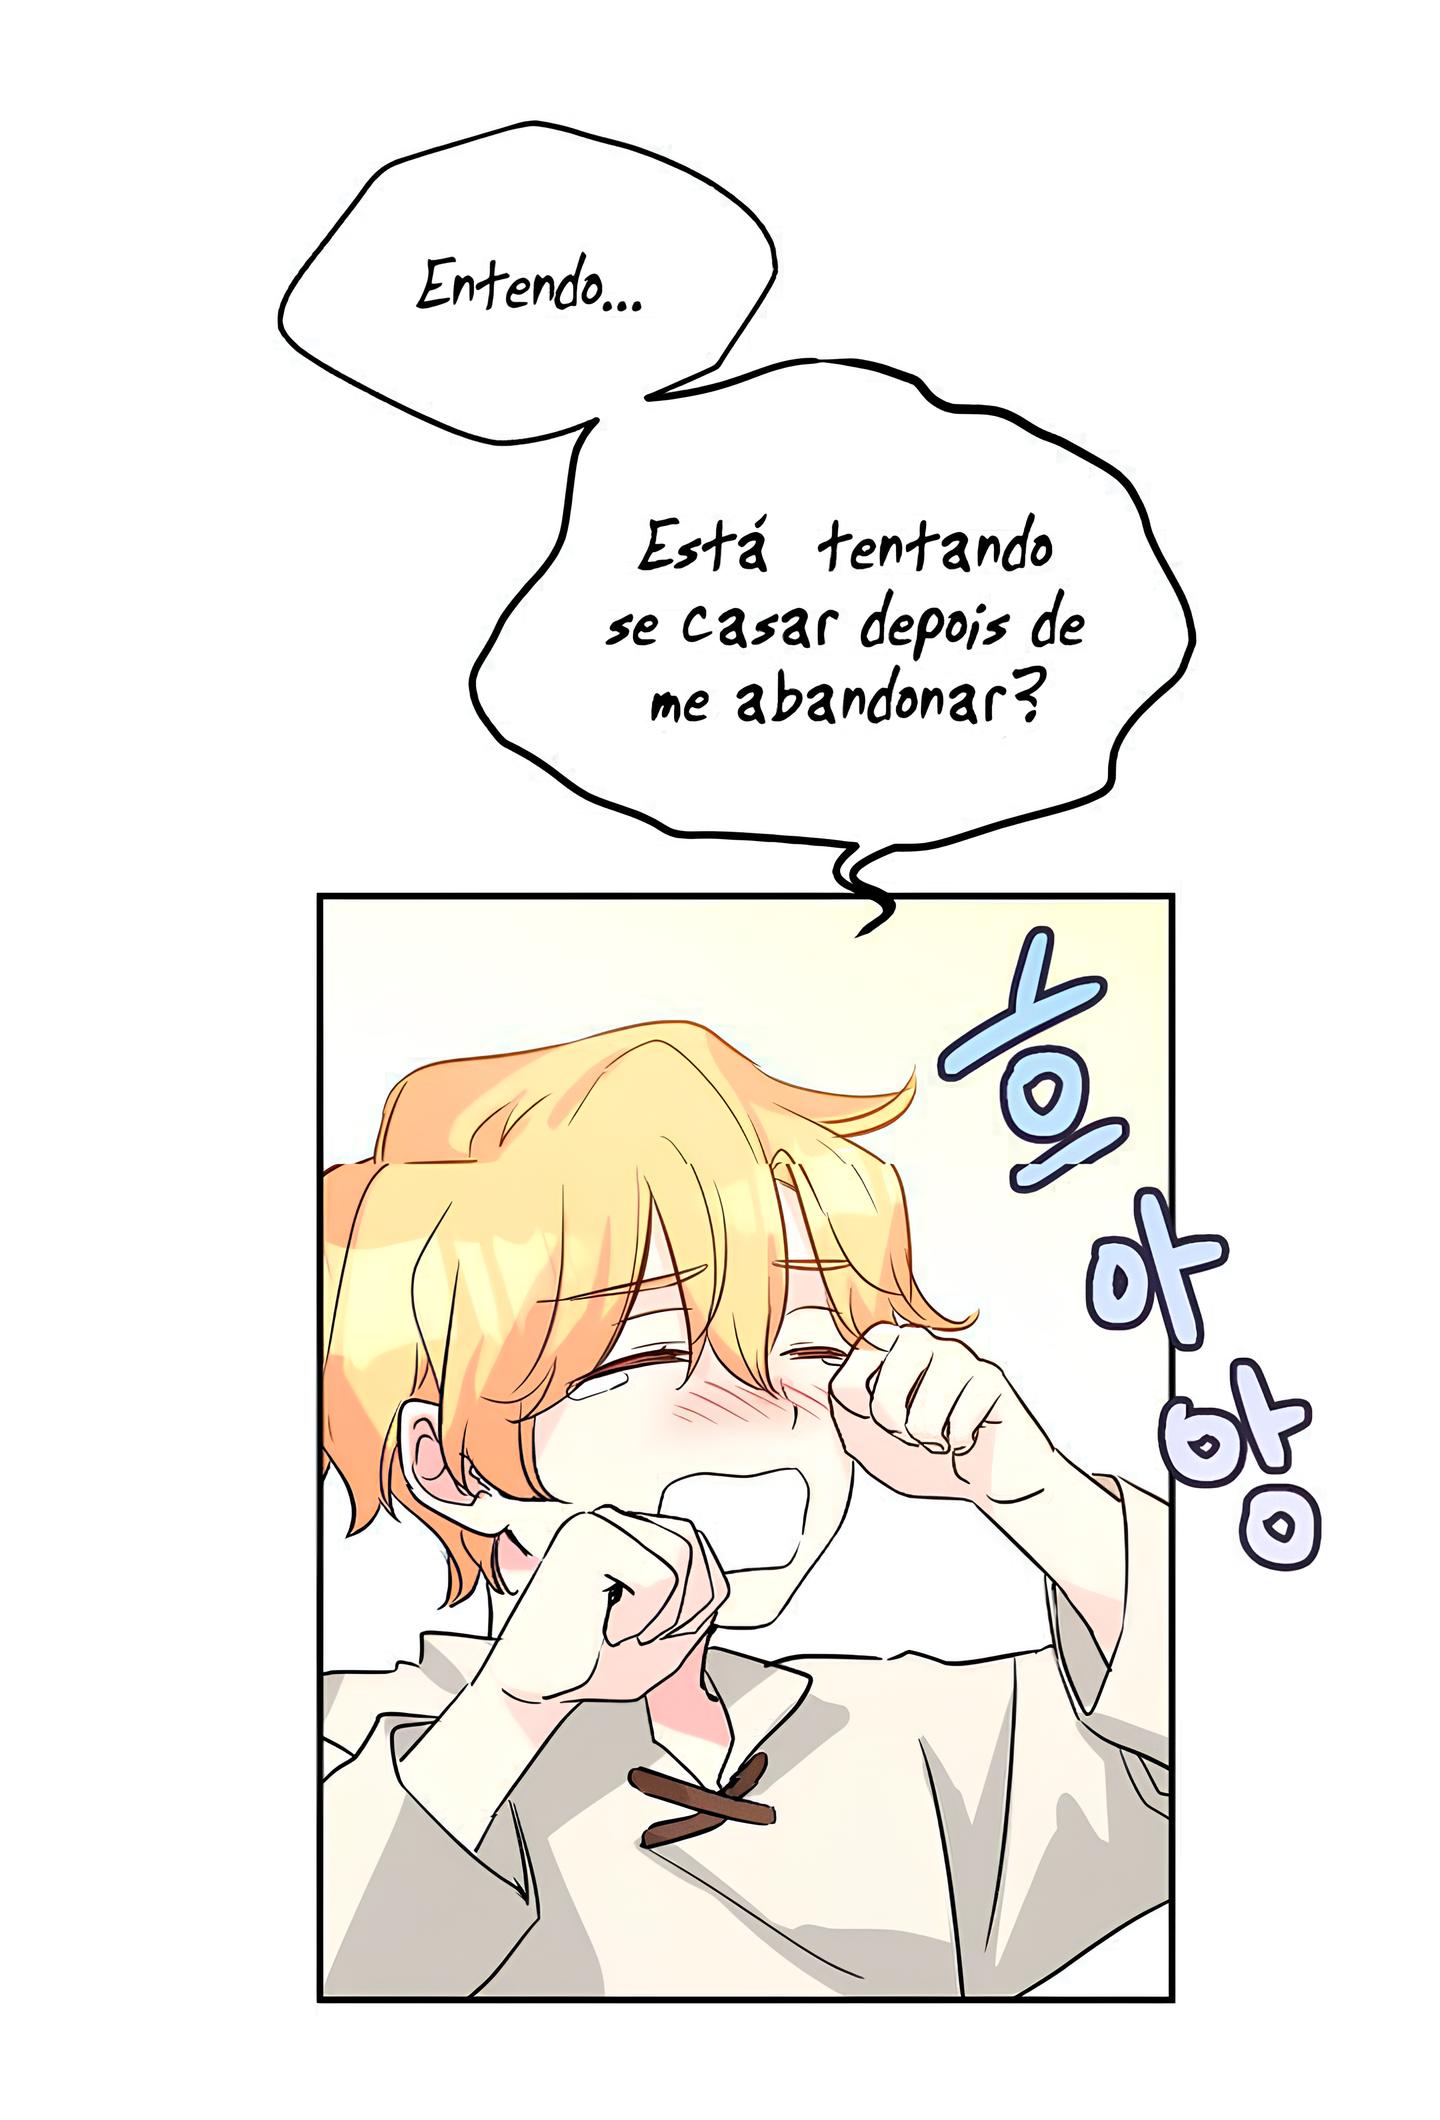 Entendo...
Está tentando
se casar depois de
me abandonar?
흐
아
앙